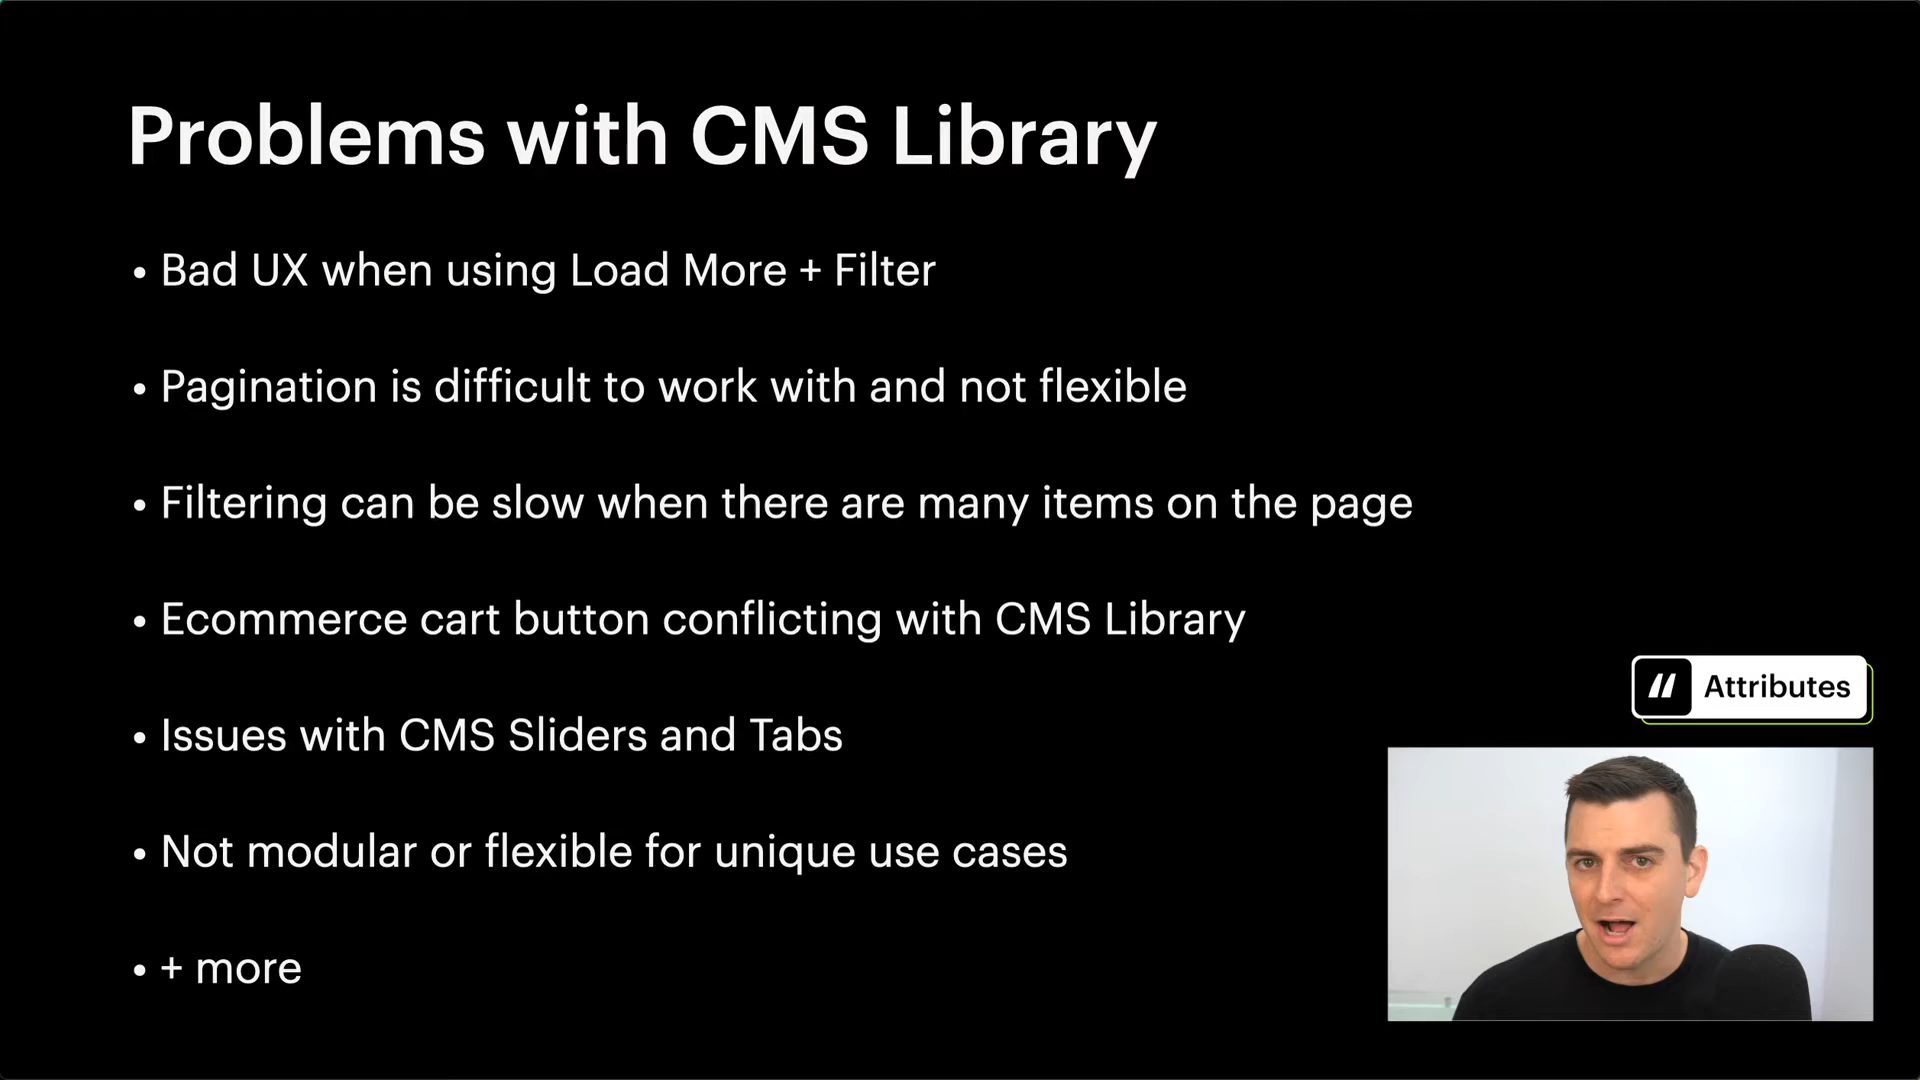 Problems with CMS Library
• Bad UX when using Load More + Filter
• Pagination is difficult to work with and not flexible
• Filtering can be slow when there are many items on the page
• Ecommerce cart button conflicting with CMS Library
• Issues with CMS Sliders and Tabs
• Not modular or flexible for unique use cases
• + more
Attributes